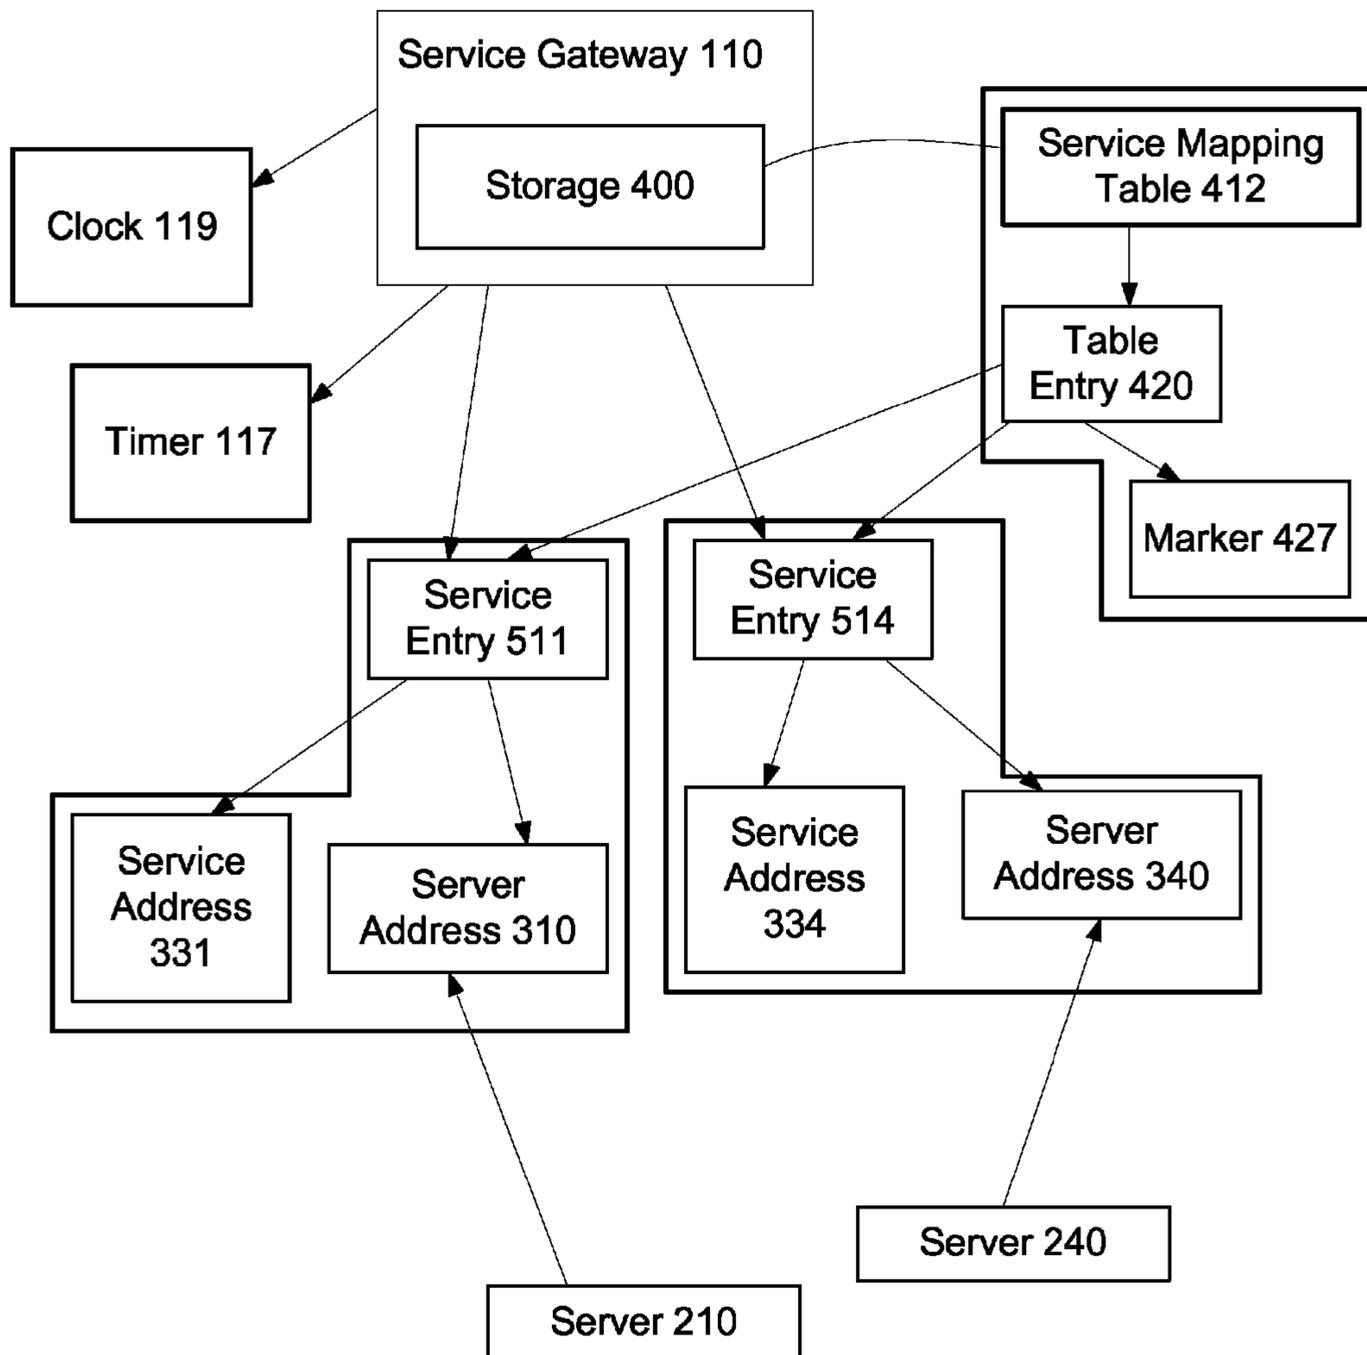 Service Gateway 110
Storage 400
Service Mapping
Table 412
Clock 119
Table
Entry 420
Timer 117
Marker 427
Service
Entry 511
Service
Entry 514
Service
Address
331
Server
Address 310
Service
Address
334
Server
Address 340
Server 240
Server 210